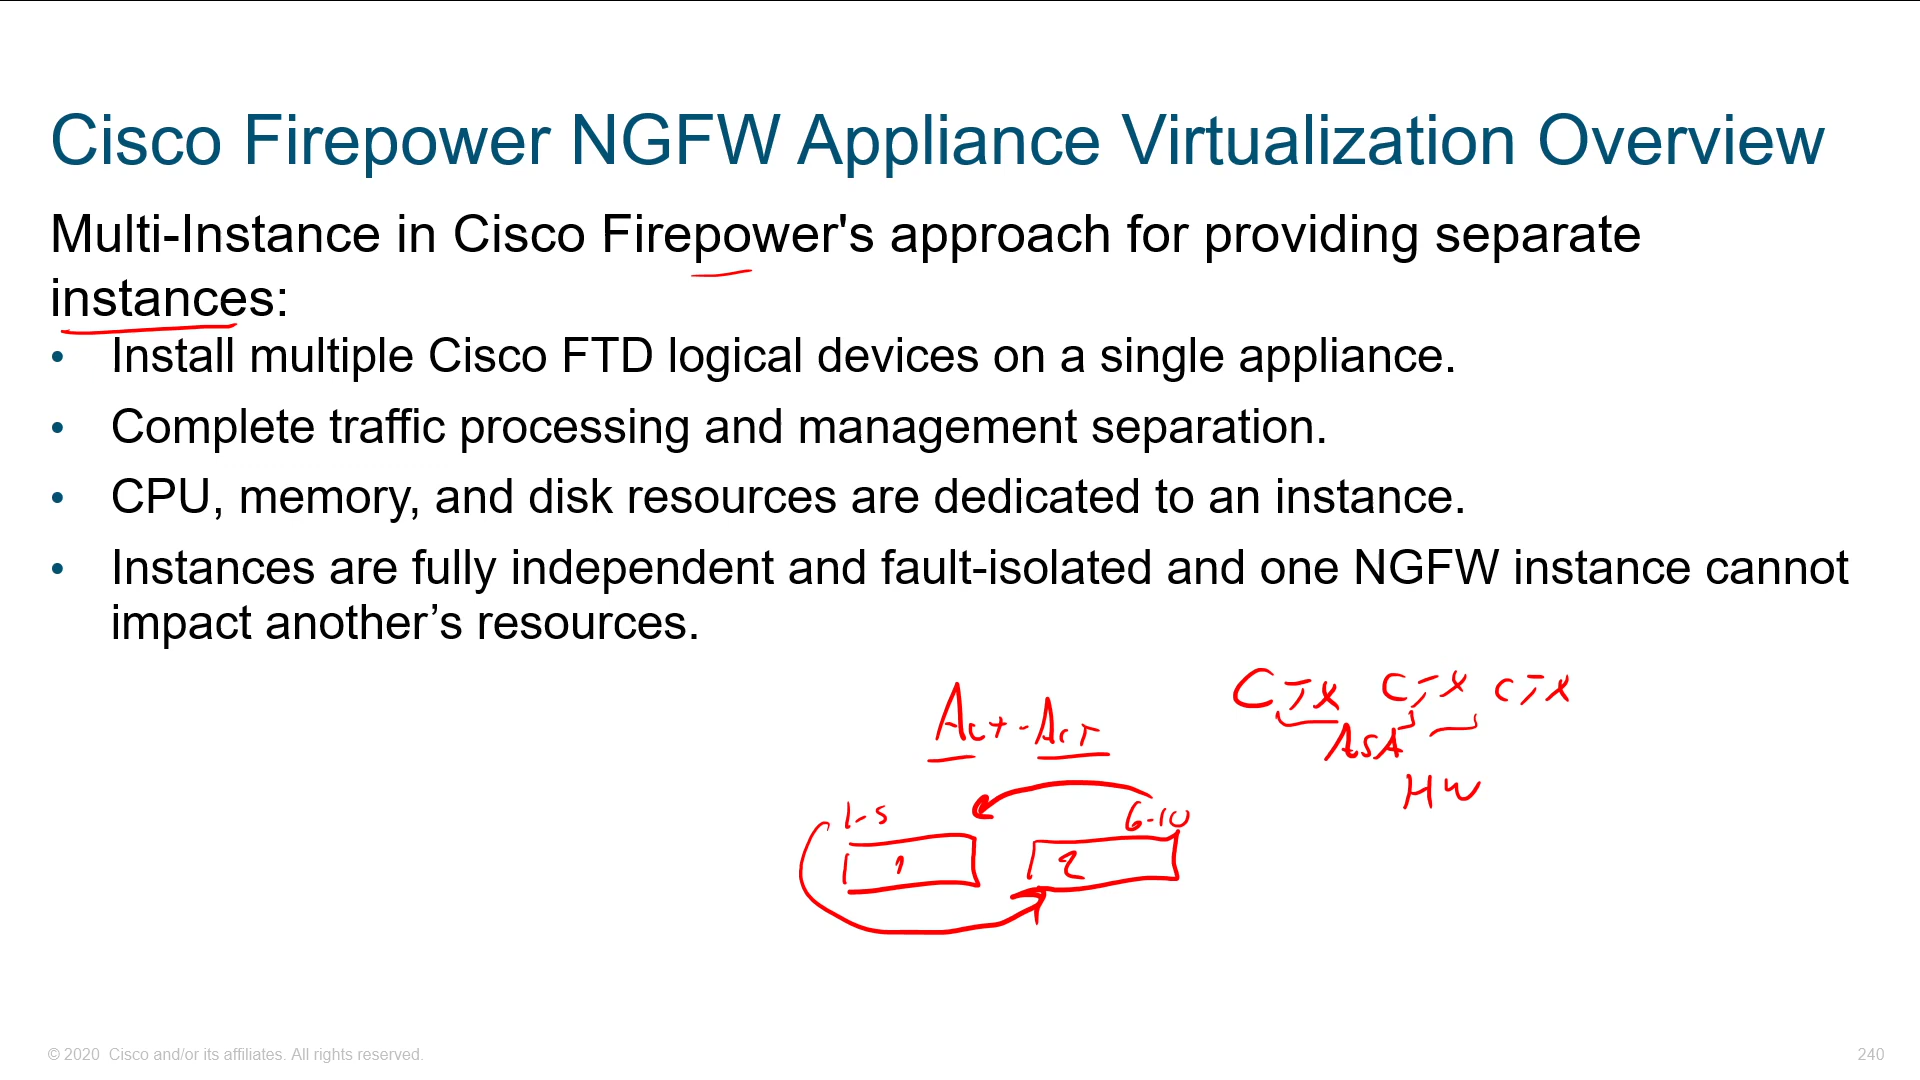 Cisco Firepower NGFW Appliance Virtualization Overview
Multi-Instance in Cisco Firepower's approach for providing separate
instances:
• Install multiple Cisco FTD logical devices on a single appliance.
• Complete traffic processing and management separation.
• CPU, memory, and disk resources are dedicated to an instance.
• Instances are fully independent and fault-isolated and one NGFW instance cannot
impact another’s resources.
CTX CTX CTX
Act-Act
ASA
HW
1-5 6-10
1 2
© 2020 Cisco and/or its affiliates. All rights reserved. 240